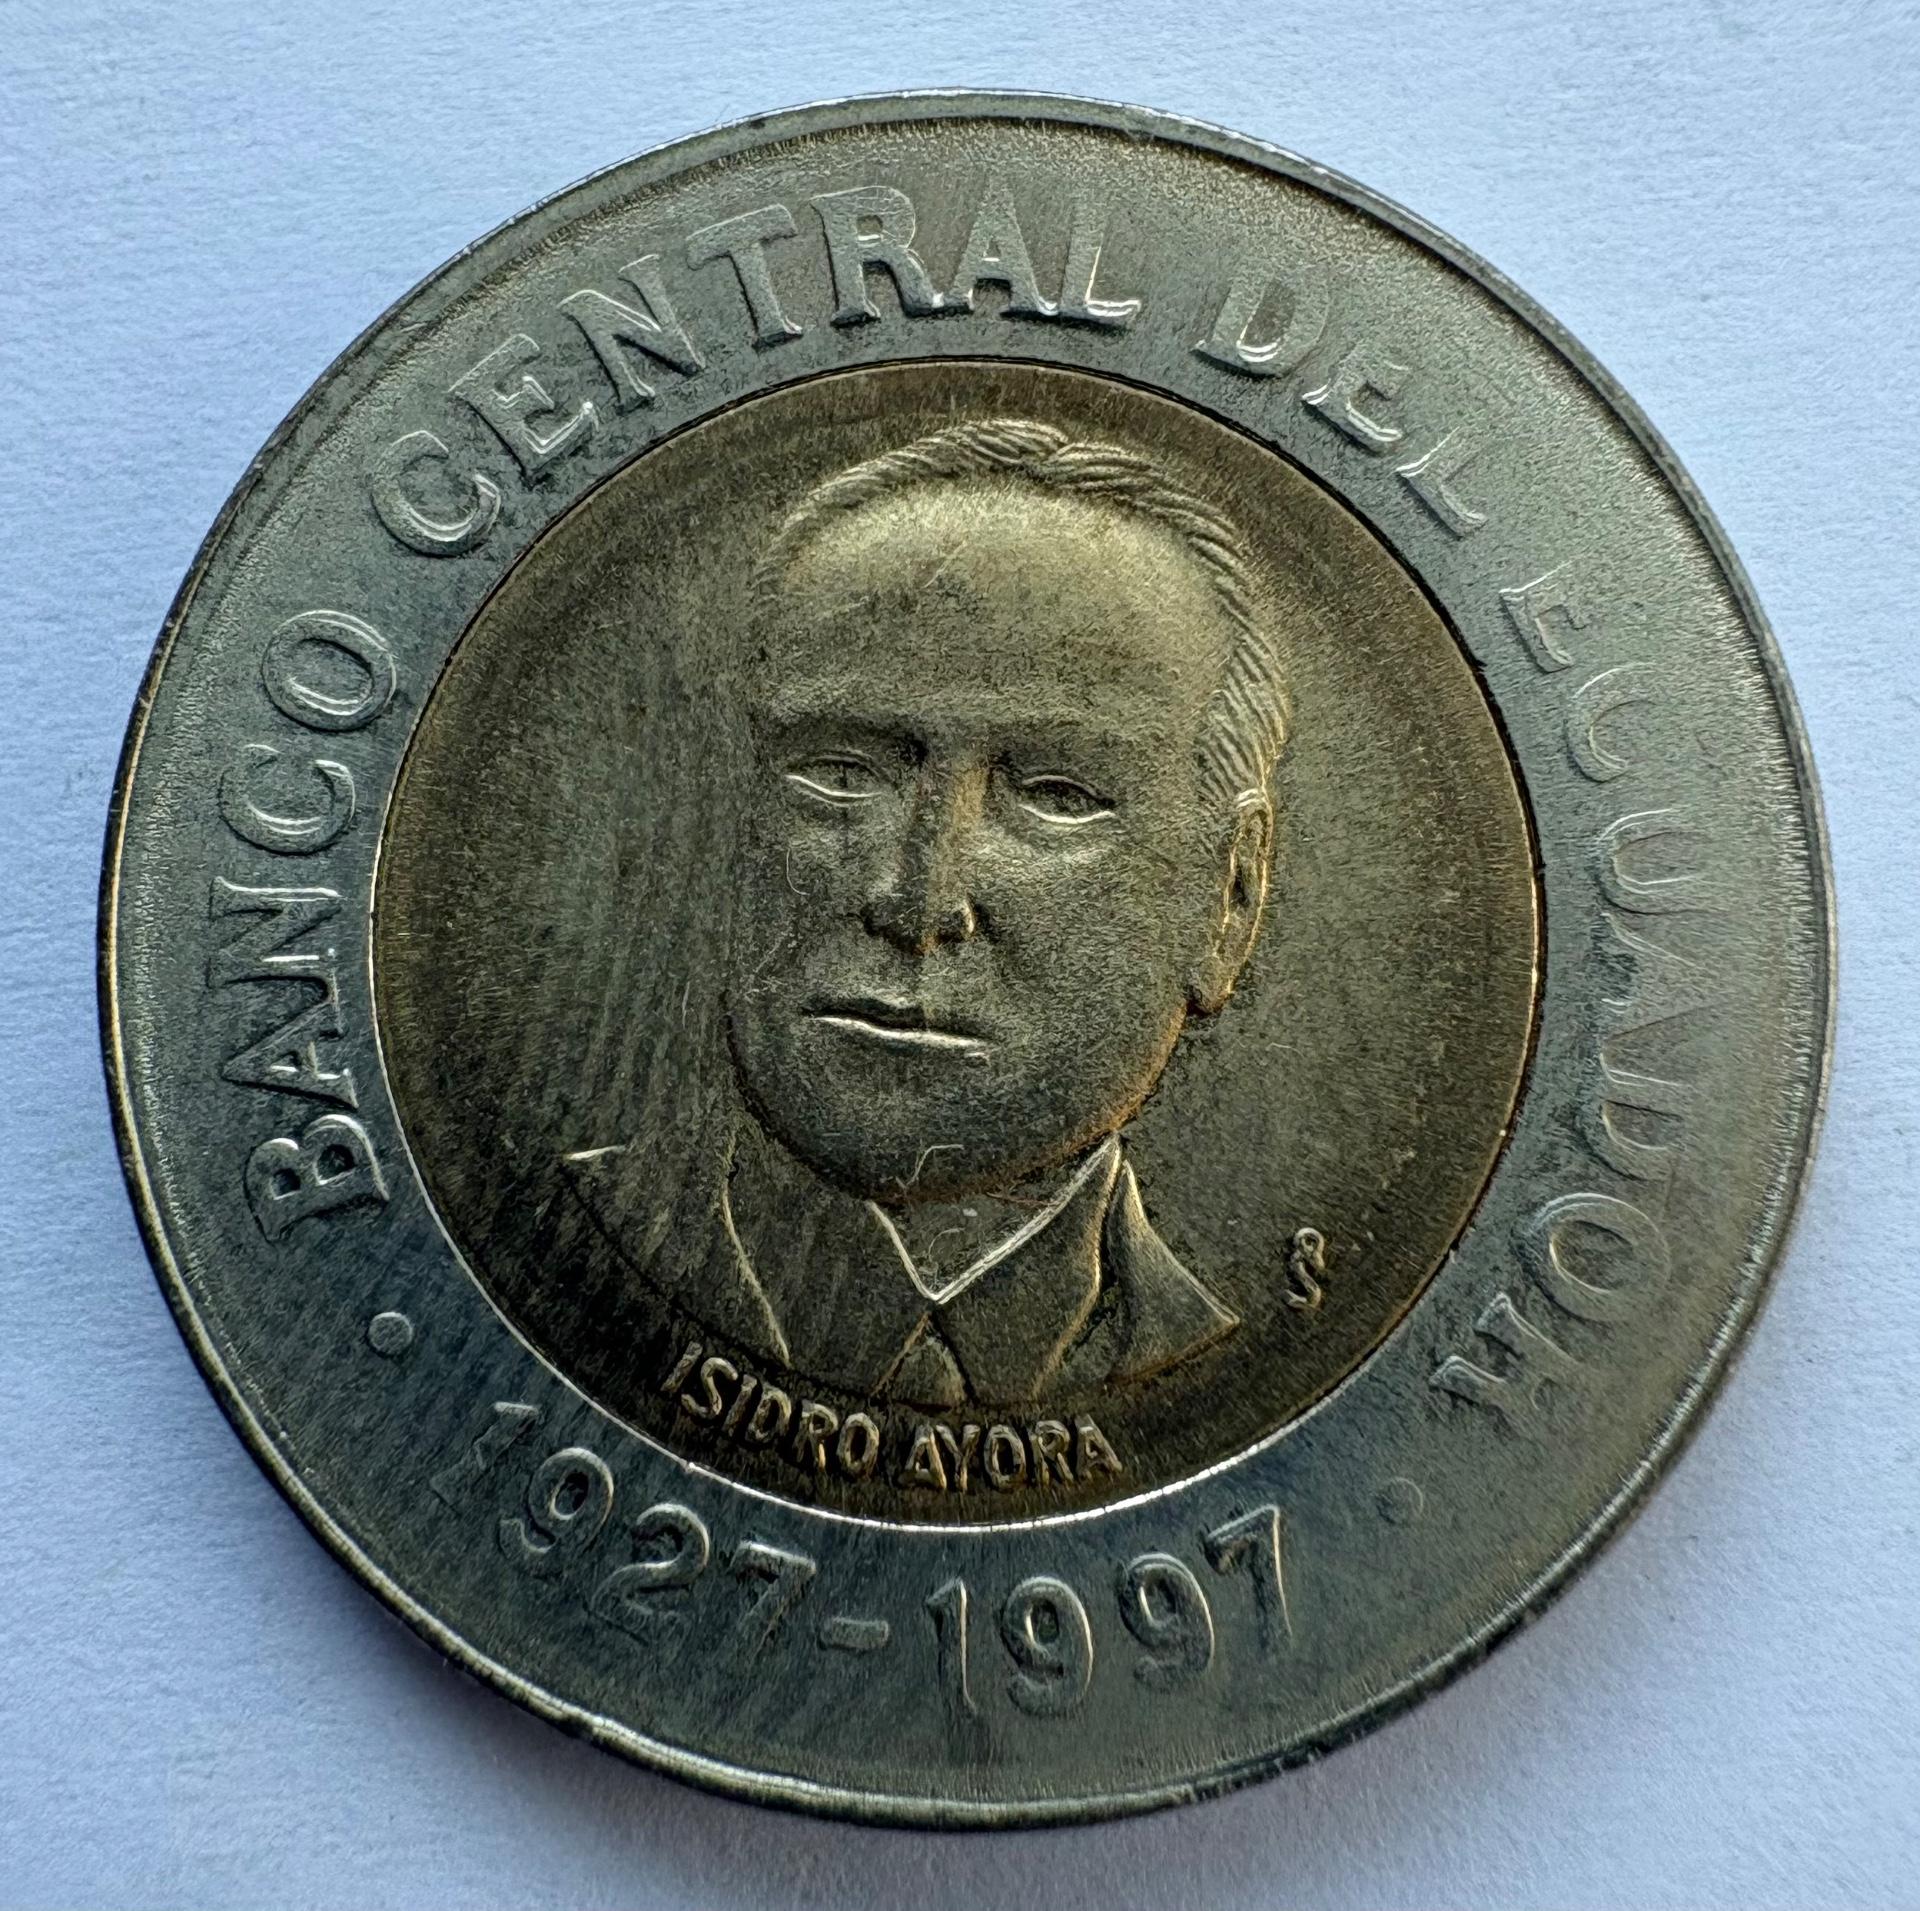 BANCO CENTRAL DEL ECUADOR
ISIDRO AYORA
• 1927-1997 •